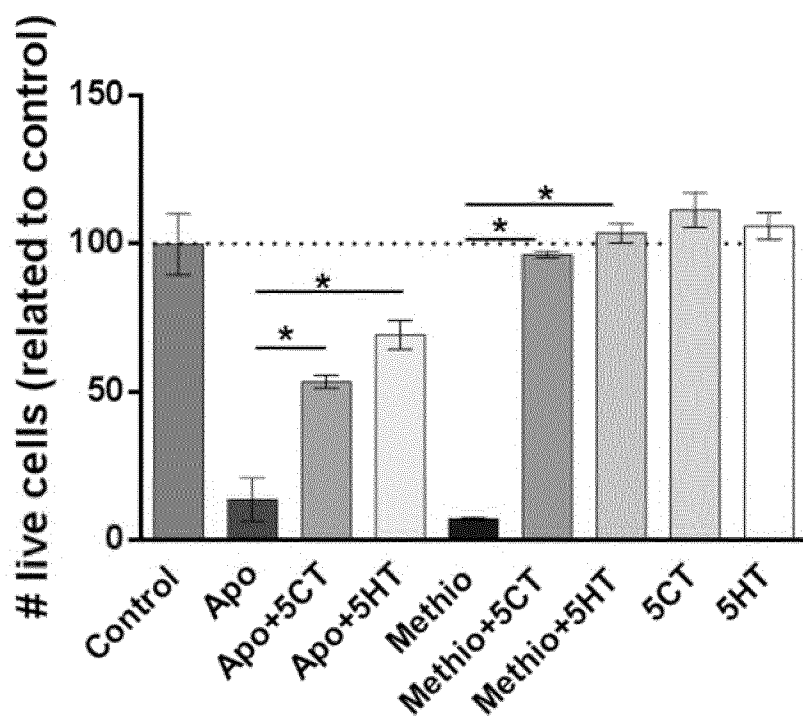 # live cells (related to control)
150
100
50
0
*
*
*
*
Control
Apo
Apo+5CT
Apo+5HT
Methio
Methio+5CT
Methio+5HT
5CT
5HT